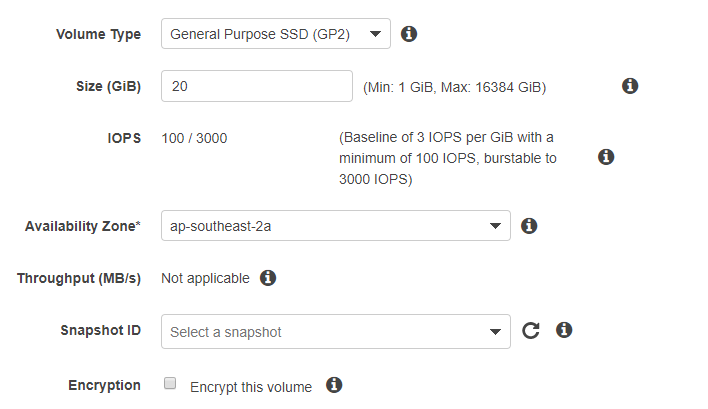 Volume Type General Purpose SSD (GP2)
Size (GiB) 20 (Min: 1 GiB, Max: 16384 GiB)
IOPS 100 / 3000 (Baseline of 3 IOPS per GiB with a
minimum of 100 IOPS, burstable to
3000 IOPS)
Availability Zone* ap-southeast-2a
Throughput (MB/s) Not applicable
Snapshot ID Select a snapshot
Encryption Encrypt this volume